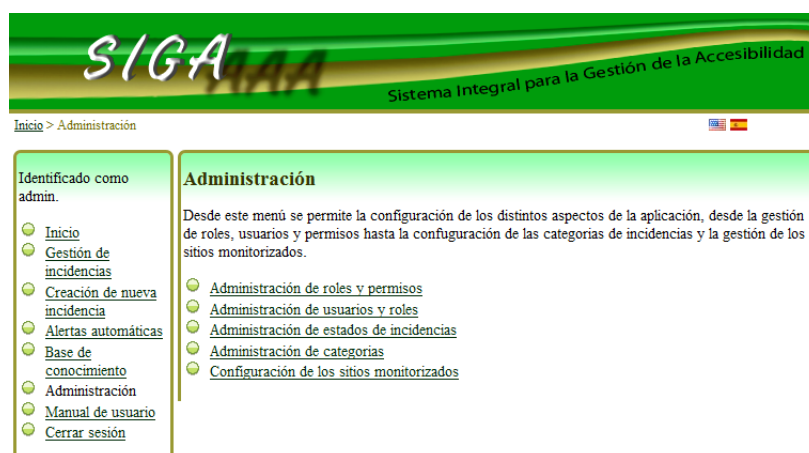 SIGA
AAA
Sistema Integral para la Gestión de la Accesibilidad
Inicio > Administración
Identificado como
admin.
Inicio
Gestión de
incidencias
Creación de nueva
incidencia
Alertas automáticas
Base de
conocimiento
Administración
Manual de usuario
Cerrar sesión
Administración
Desde este menú se permite la configuración de los distintos aspectos de la aplicación, desde la gestión
de roles, usuarios y permisos hasta la confuguración de las categorias de incidencias y la gestión de los
sitios monitorizados.
Administración de roles y permisos
Administración de usuarios y roles
Administración de estados de incidencias
Administración de categorias
Configuración de los sitios monitorizados